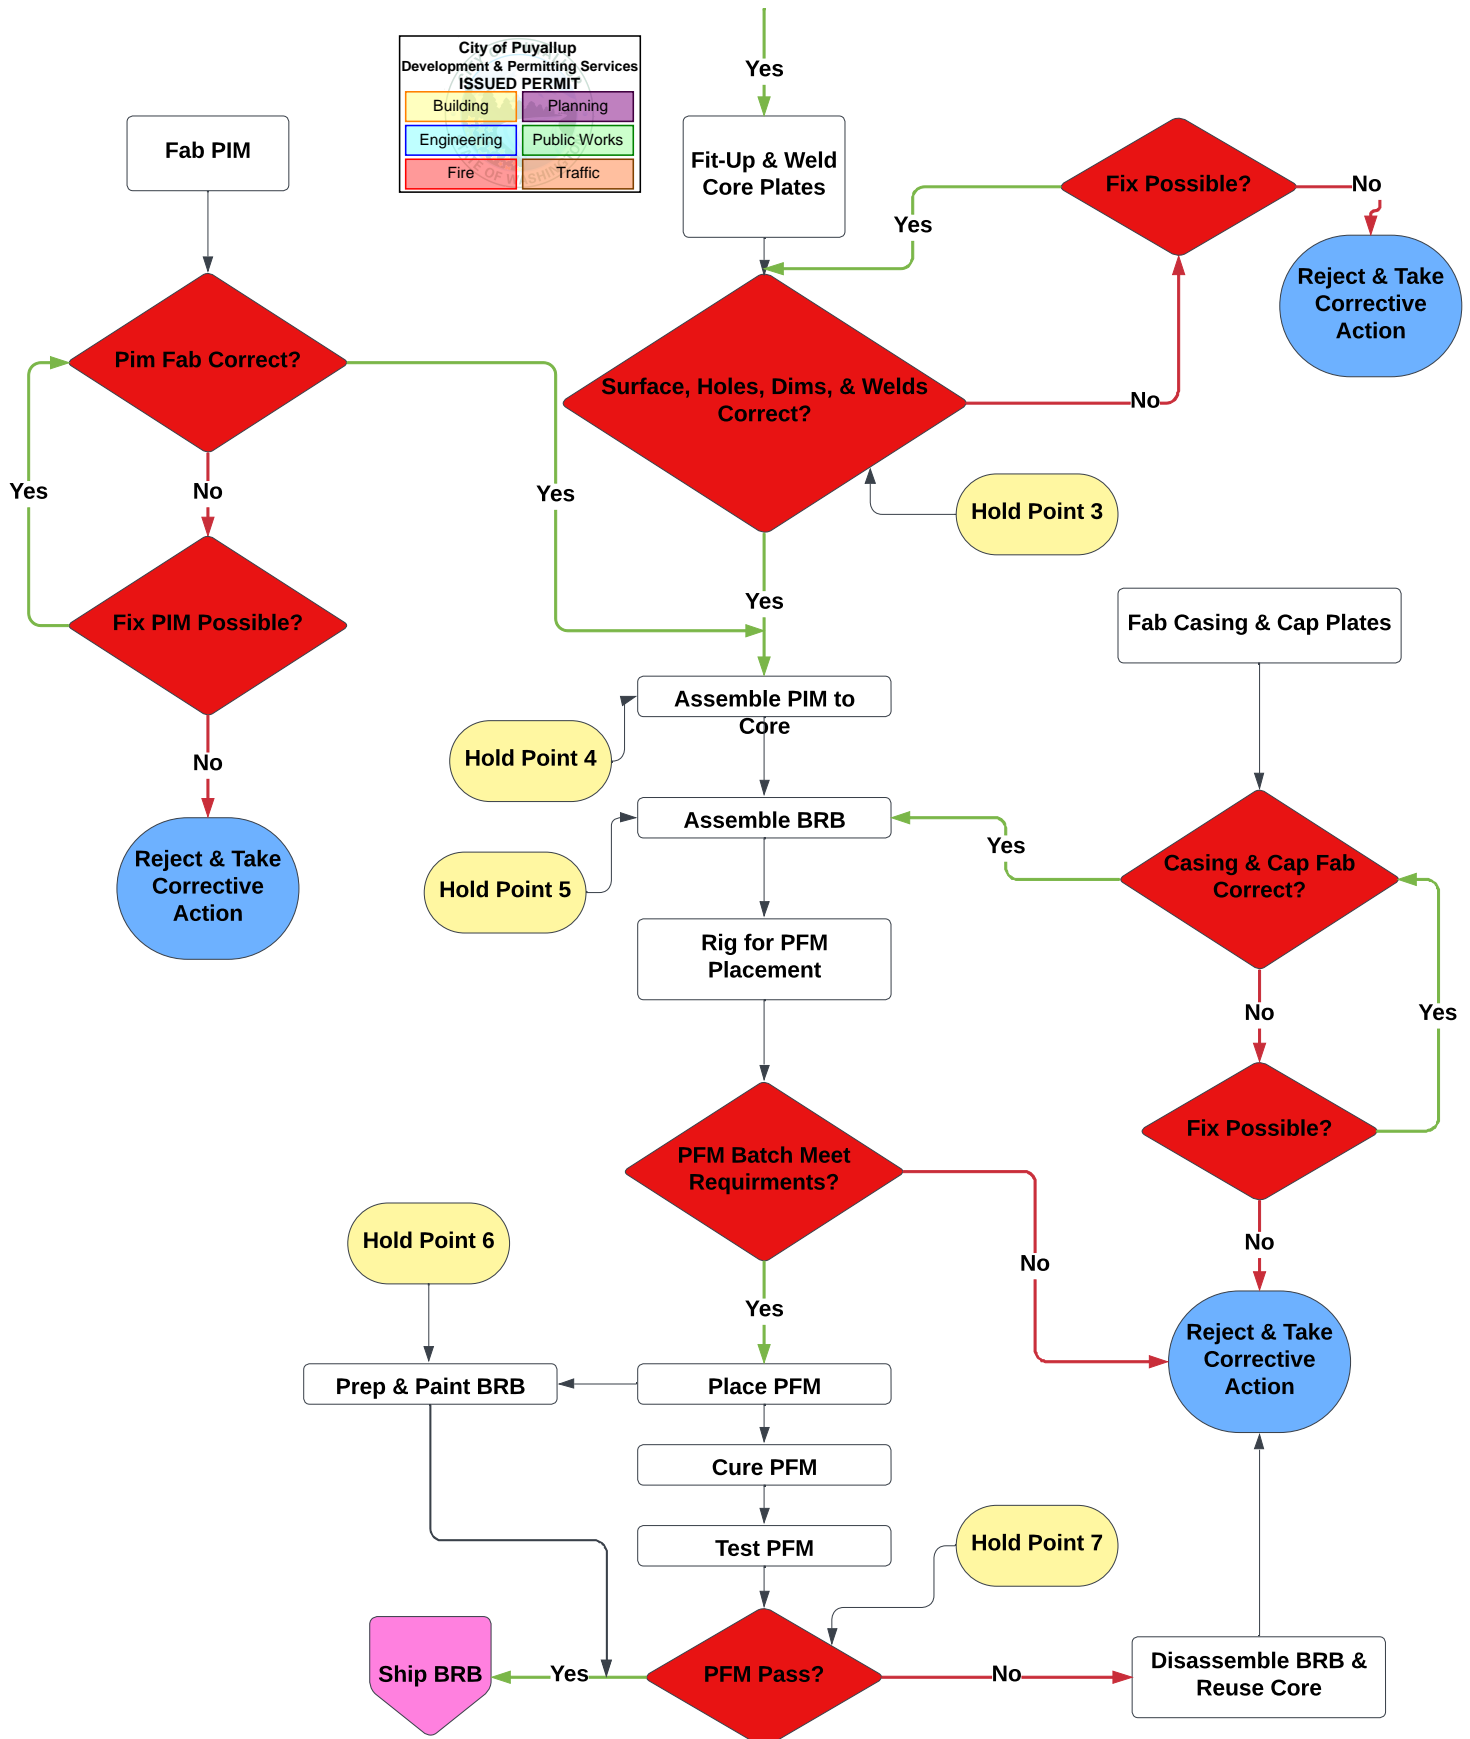 City of Puyallup
Development & Permitting Services
ISSUED PERMIT
Building
Planning
Engineering
Public Works
Fire
Traffic
Yes
Fab PIM
Fit-Up & Weld
Core Plates
Fix Possible?
No
Yes
Reject & Take
Corrective
Action
Pim Fab Correct?
Surface, Holes, Dims, & Welds
Correct?
No
Yes
No
Yes
Hold Point 3
Yes
Fix PIM Possible?
Fab Casing & Cap Plates
Assemble PIM to
Core
Hold Point 4
No
Assemble BRB
Yes
Reject & Take
Corrective
Action
Hold Point 5
Casing & Cap Fab
Correct?
Rig for PFM
Placement
No
Yes
Fix Possible?
PFM Batch Meet
Requirments?
Hold Point 6
No
No
Yes
Reject & Take
Corrective
Action
Prep & Paint BRB
Place PFM
Cure PFM
Test PFM
Hold Point 7
Ship BRB
Yes
PFM Pass?
No
Disassemble BRB &
Reuse Core